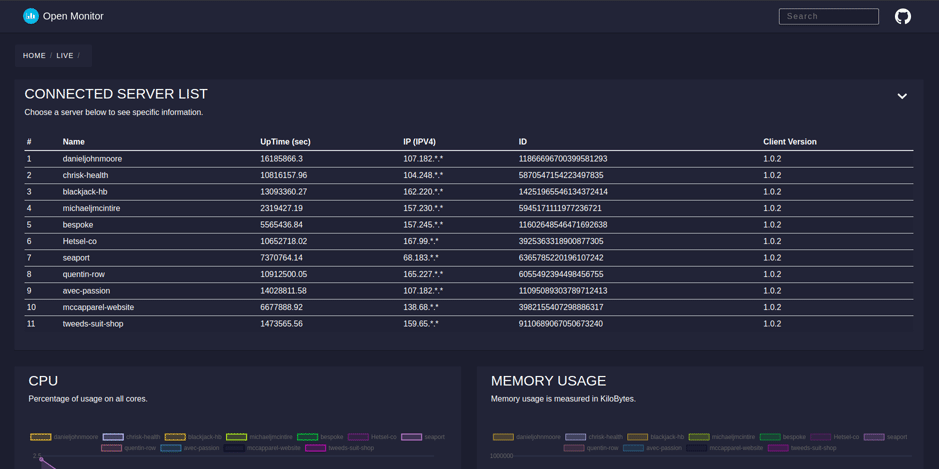 Open Monitor
Search
HOME / LIVE /
CONNECTED SERVER LIST
Choose a server below to see specific information.
# Name UpTime (sec) IP (IPV4) ID Client Version
1 danieljohnmoore 16185866.3 107.182.*.* 11866696700399581293 1.0.2
2 chrisk-health 10816157.96 104.248.*.* 5870547154223497835 1.0.2
3 blackjack-hb 13093360.27 162.220.*.* 14251965546134372414 1.0.2
4 michaeljmcintire 2319427.19 157.230.*.* 5945171111977236721 1.0.2
5 bespoke 5565436.84 157.245.*.* 11602648546471692638 1.0.2
6 Hetsel-co 10652718.02 167.99.*.* 3925363318900877305 1.0.2
7 seaport 7370764.14 68.183.*.* 6365785220196107242 1.0.2
8 quentin-row 10912500.05 165.227.*.* 6055492394498456755 1.0.2
9 avec-passion 14028811.58 107.182.*.* 11095089303789712413 1.0.2
10 mccapparel-website 6677888.92 138.68.*.* 3982155407298886317 1.0.2
11 tweeds-suit-shop 1473565.56 159.65.*.* 9110689067050673240 1.0.2
CPU
Percentage of usage on all cores.
danieljohnmoore chrisk-health blackjack-hb michaeljmcintire bespoke Hetsel-co seaport
quentin-row avec-passion mccapparel-website tweeds-suit-shop
MEMORY USAGE
Memory usage is measured in KiloBytes.
danieljohnmoore chrisk-health blackjack-hb michaeljmcintire bespoke Hetsel-co seaport
quentin-row avec-passion mccapparel-website tweeds-suit-shop
1000000